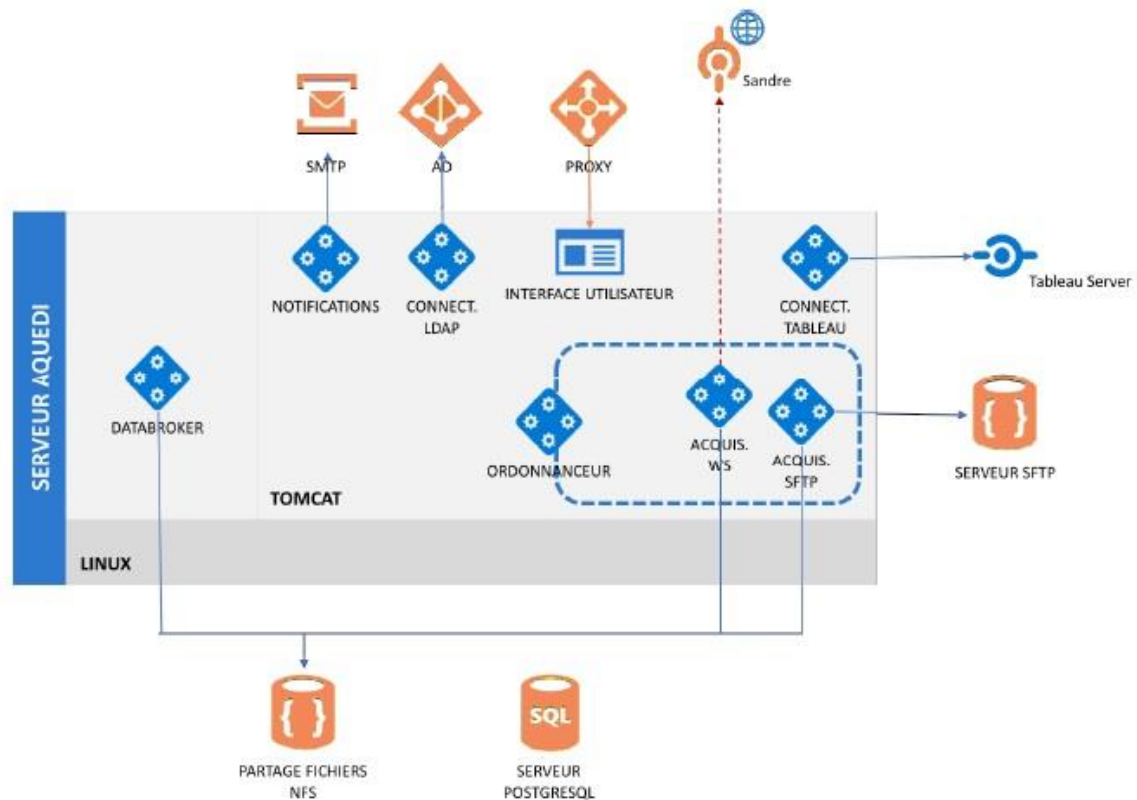 Sandre
SMTP
AD
PROXY
SERVEUR AQUEDI
NOTIFICATIONS
CONNECT.
LDAP
INTERFACE UTILISATEUR
CONNECT.
TABLEAU
Tableau Server
DATABROKER
ORDONNANCEUR
ACQUIS.
WS
ACQUIS.
SFTP
SERVEUR SFTP
TOMCAT
LINUX
{ }
{ }
SQL
PARTAGE FICHIERS
NFS
SERVEUR
POSTGRESQL